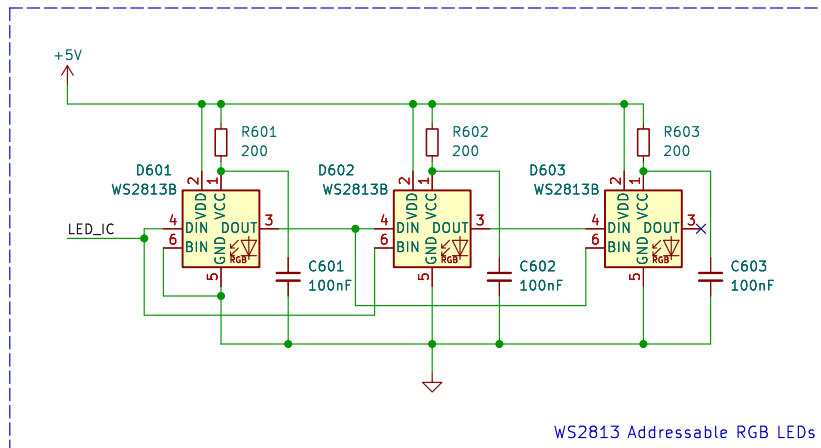 +5V
R601
200
R602
200
R603
200
D601
WS2813B
D602
WS2813B
D603
WS2813B
2
1
2
1
2
1
VDD
VCC
VDD
VCC
VDD
VCC
LED_IC
4
DIN
DOUT
3
4
DIN
DOUT
3
4
DIN
DOUT
3
6
BIN
6
BIN
6
BIN
GND
RGB
GND
RGB
GND
RGB
5
5
5
C601
100nF
C602
100nF
C603
100nF
WS2813 Addressable RGB LEDs